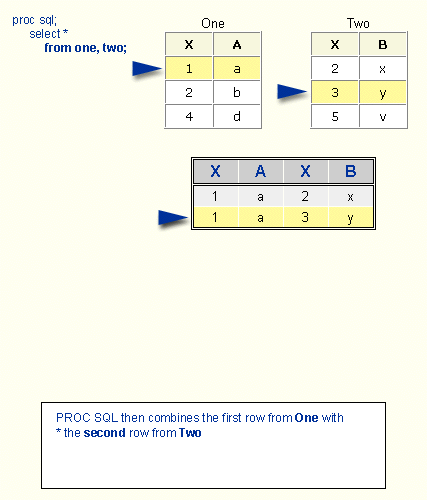 proc sql;
select *
from one, two;
One
X A
1 a
2 b
4 d
Two
X B
2 x
3 y
5 v
X A X B
1 a 2 x
1 a 3 y
PROC SQL then combines the first row from One with
* the second row from Two